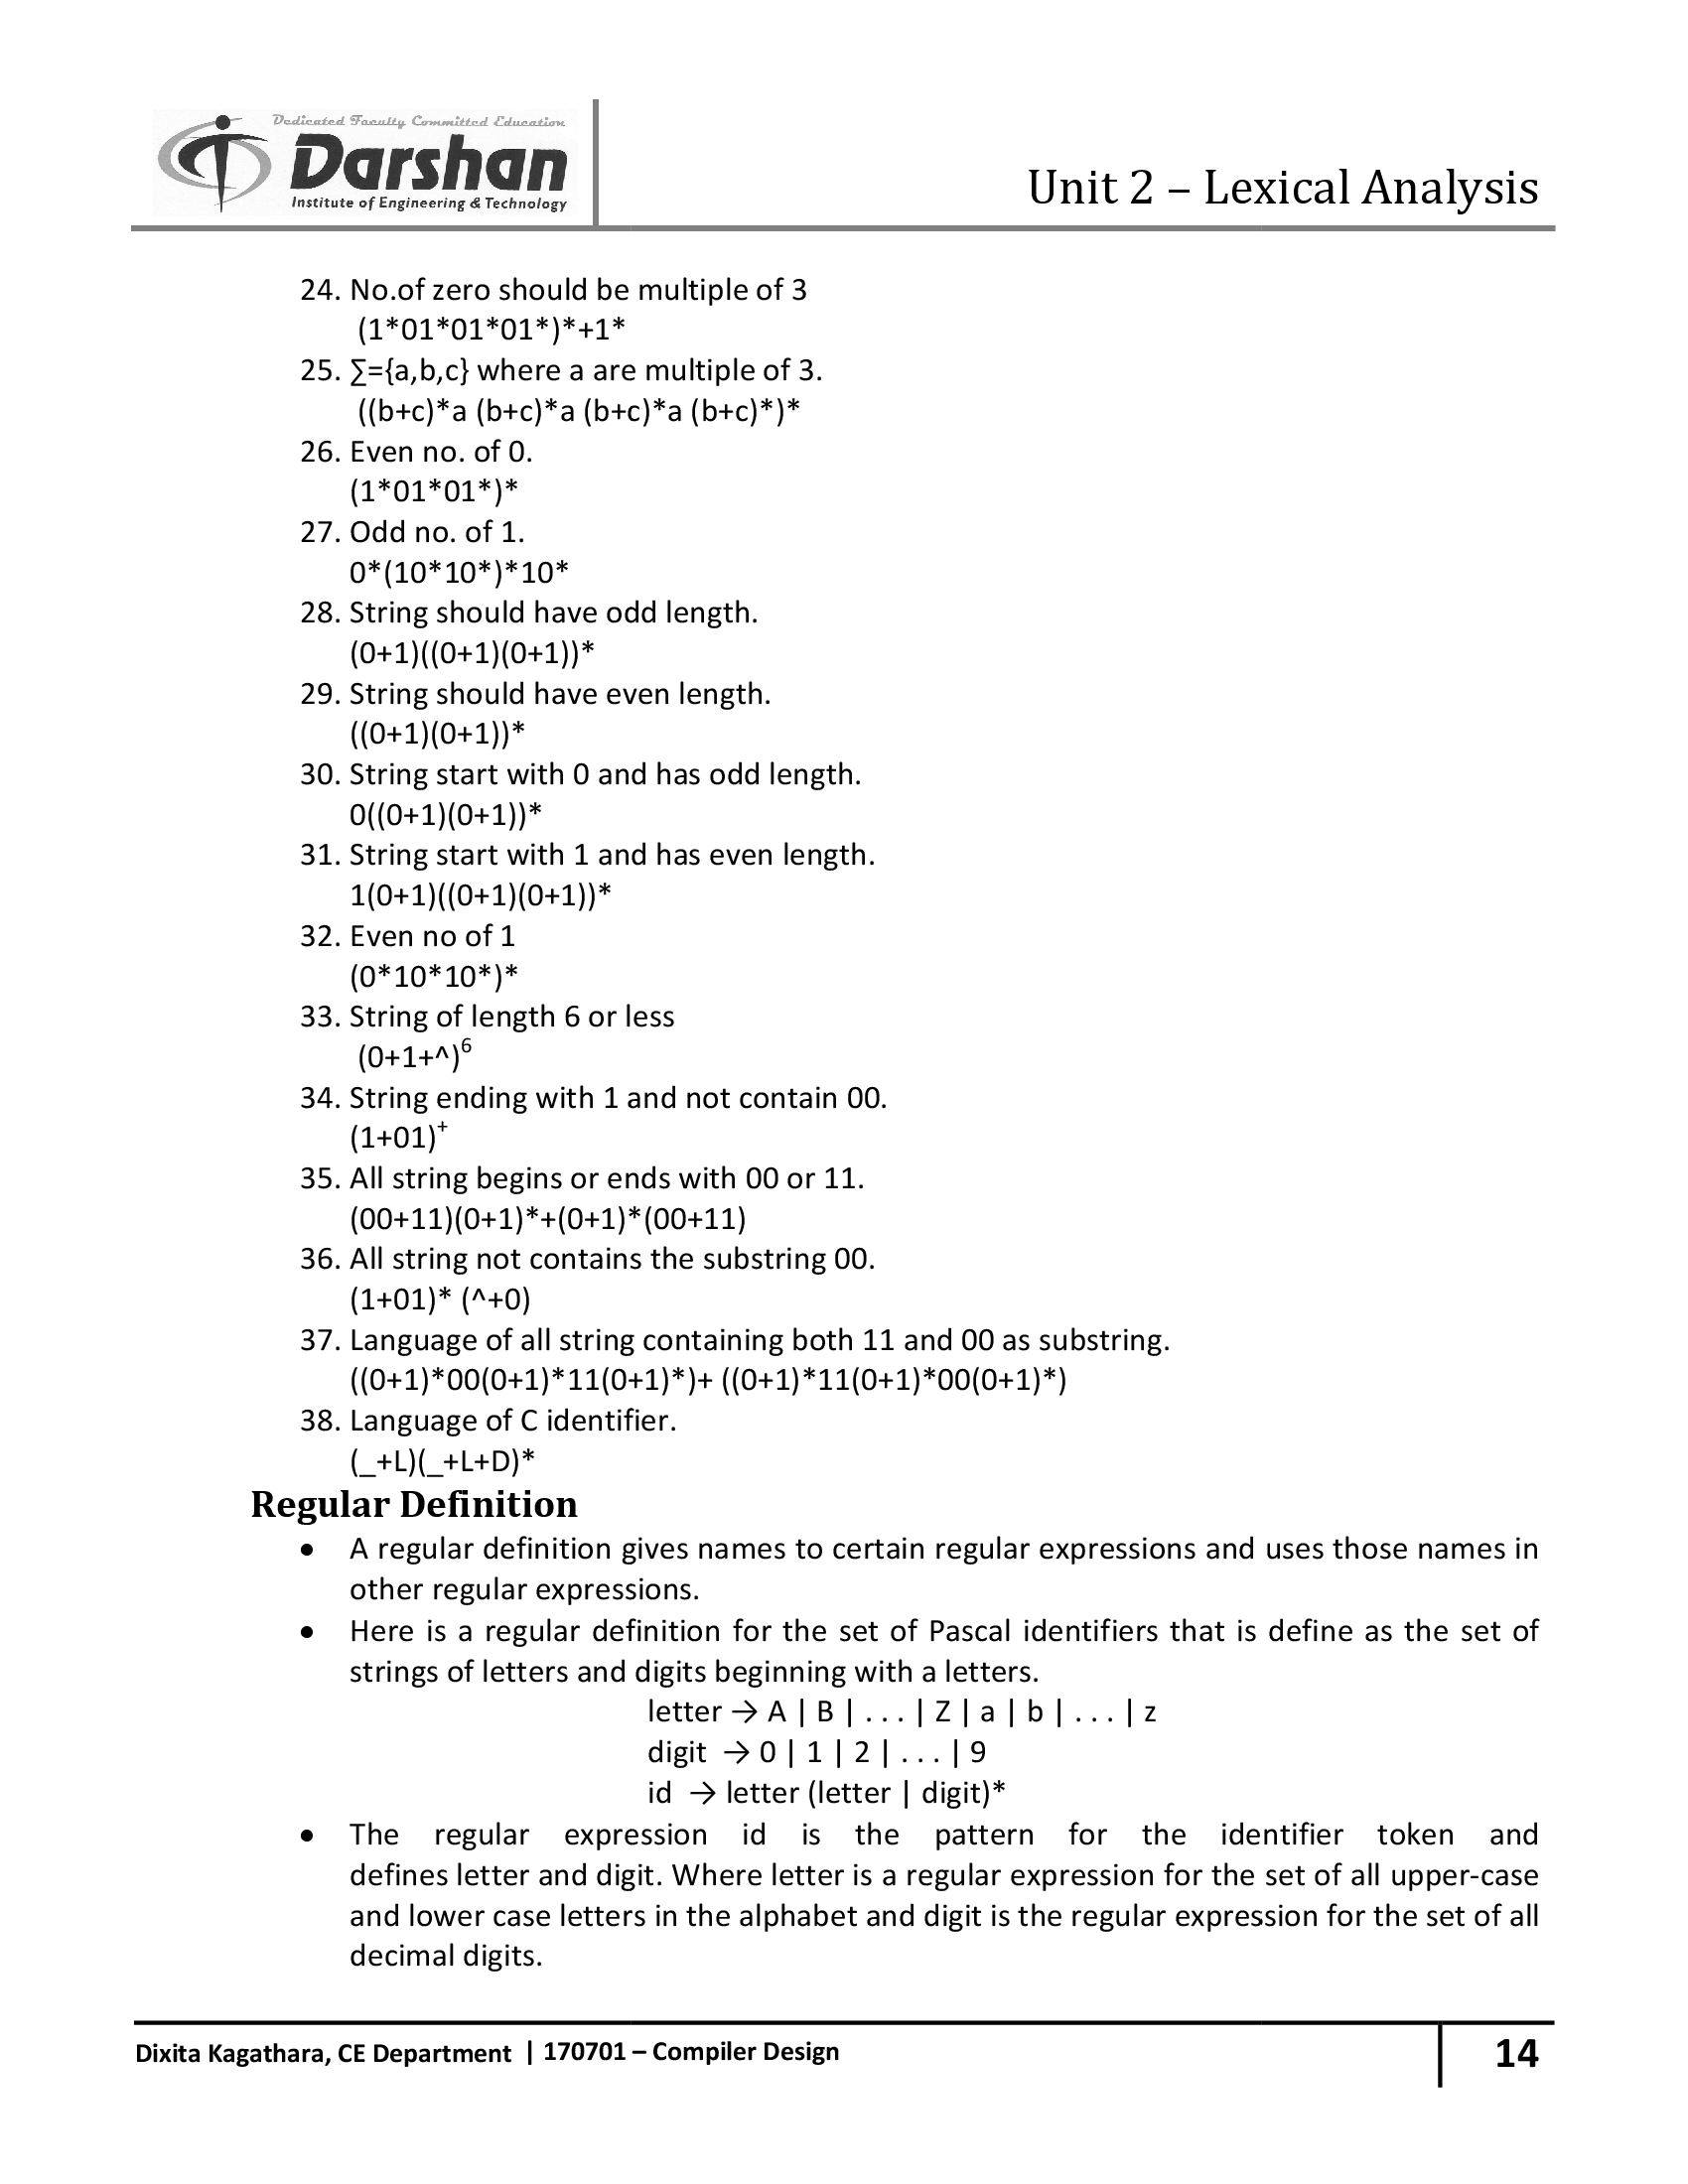 Dedicated Faculty Committed Education
Darshan
Institute of Engineering & Technology
Unit 2 – Lexical Analysis
24. No.of zero should be multiple of 3
(1*01*01*01*)*+1*
25. ∑={a,b,c} where a are multiple of 3.
((b+c)*a (b+c)*a (b+c)*a (b+c)*)*
26. Even no. of 0.
(1*01*01*)*
27. Odd no. of 1.
0*(10*10*)*10*
28. String should have odd length.
(0+1)((0+1)(0+1))*
29. String should have even length.
((0+1)(0+1))*
30. String start with 0 and has odd length.
0((0+1)(0+1))*
31. String start with 1 and has even length.
1(0+1)((0+1)(0+1))*
32. Even no of 1
(0*10*10*)*
33. String of length 6 or less
(0+1+^)⁶
34. String ending with 1 and not contain 00.
(1+01)⁺
35. All string begins or ends with 00 or 11.
(00+11)(0+1)*+(0+1)*(00+11)
36. All string not contains the substring 00.
(1+01)* (^+0)
37. Language of all string containing both 11 and 00 as substring.
((0+1)*00(0+1)*11(0+1)*)+ ((0+1)*11(0+1)*00(0+1)*)
38. Language of C identifier.
(_+L)(_+L+D)*
Regular Definition
• A regular definition gives names to certain regular expressions and uses those names in
other regular expressions.
• Here is a regular definition for the set of Pascal identifiers that is define as the set of
strings of letters and digits beginning with a letters.
letter → A | B | . . . | Z | a | b | . . . | z
digit → 0 | 1 | 2 | . . . | 9
id → letter (letter | digit)*
• The regular expression id is the pattern for the identifier token and
defines letter and digit. Where letter is a regular expression for the set of all upper-case
and lower case letters in the alphabet and digit is the regular expression for the set of all
decimal digits.
Dixita Kagathara, CE Department | 170701 – Compiler Design
14